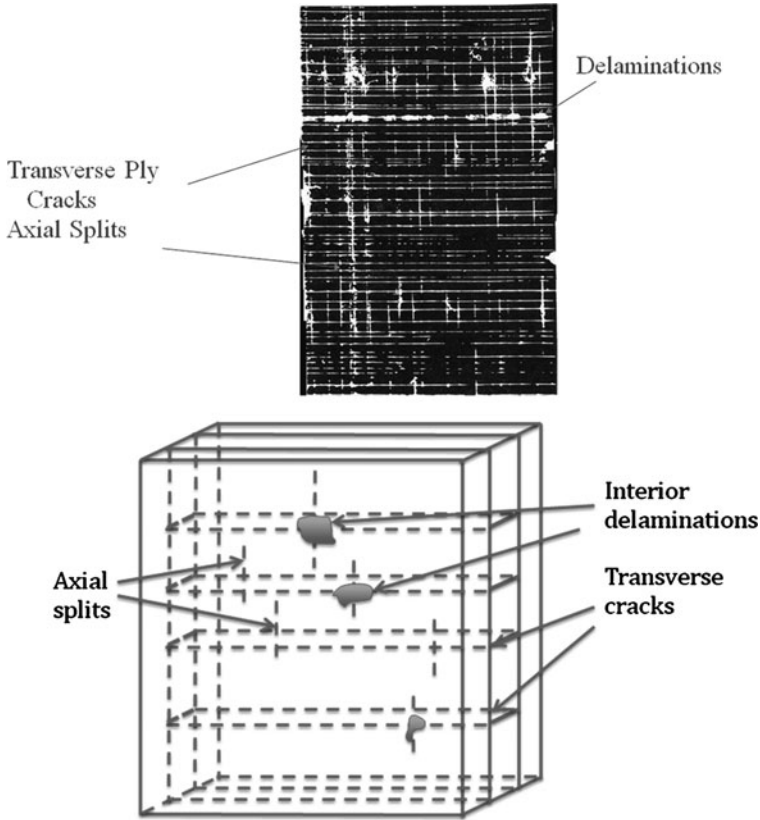 Delaminations
Transverse Ply
Cracks
Axial Splits
Interior
delaminations
Axial
splits
Transverse
cracks